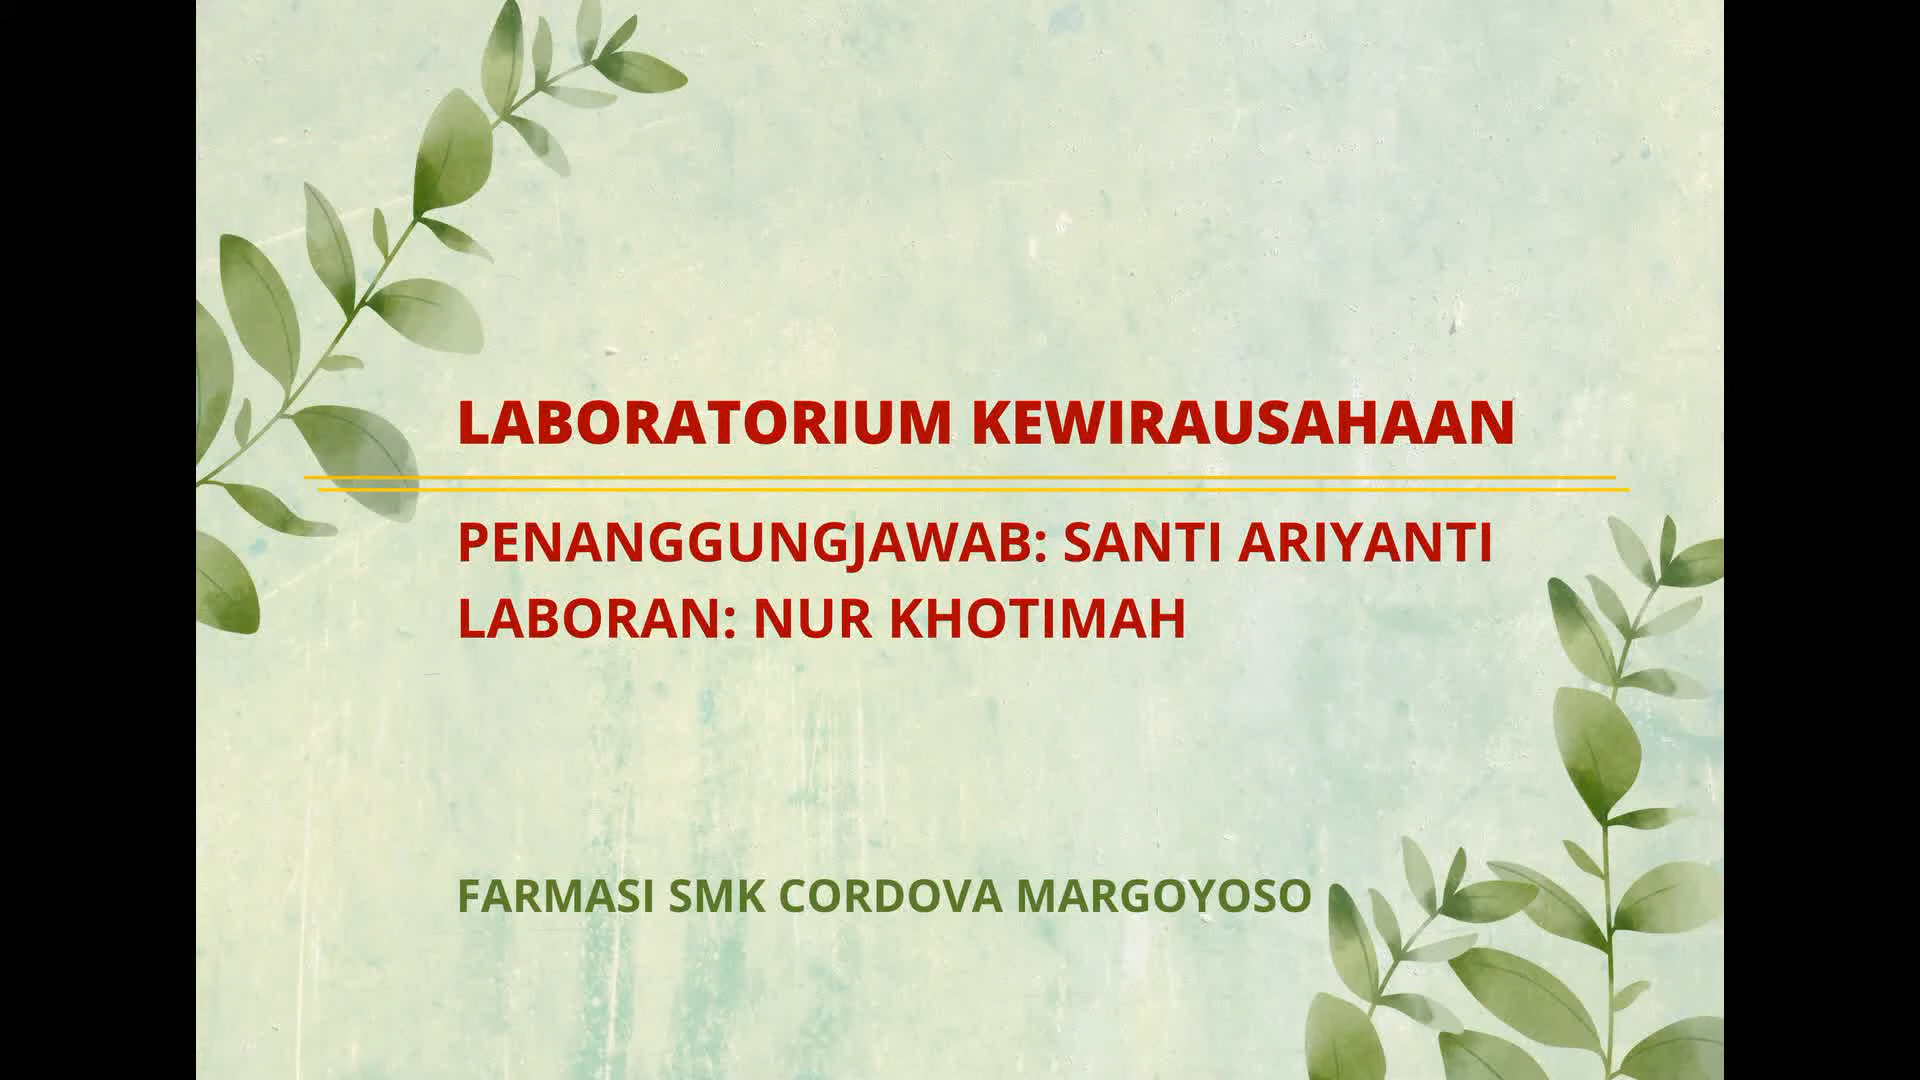 LABORATORIUM KEWIRAUSAHAAN
PENANGGUNGJAWAB: SANTI ARIYANTI
LABORAN: NUR KHOTIMAH
FARMASI SMK CORDOVA MARGOYOSO